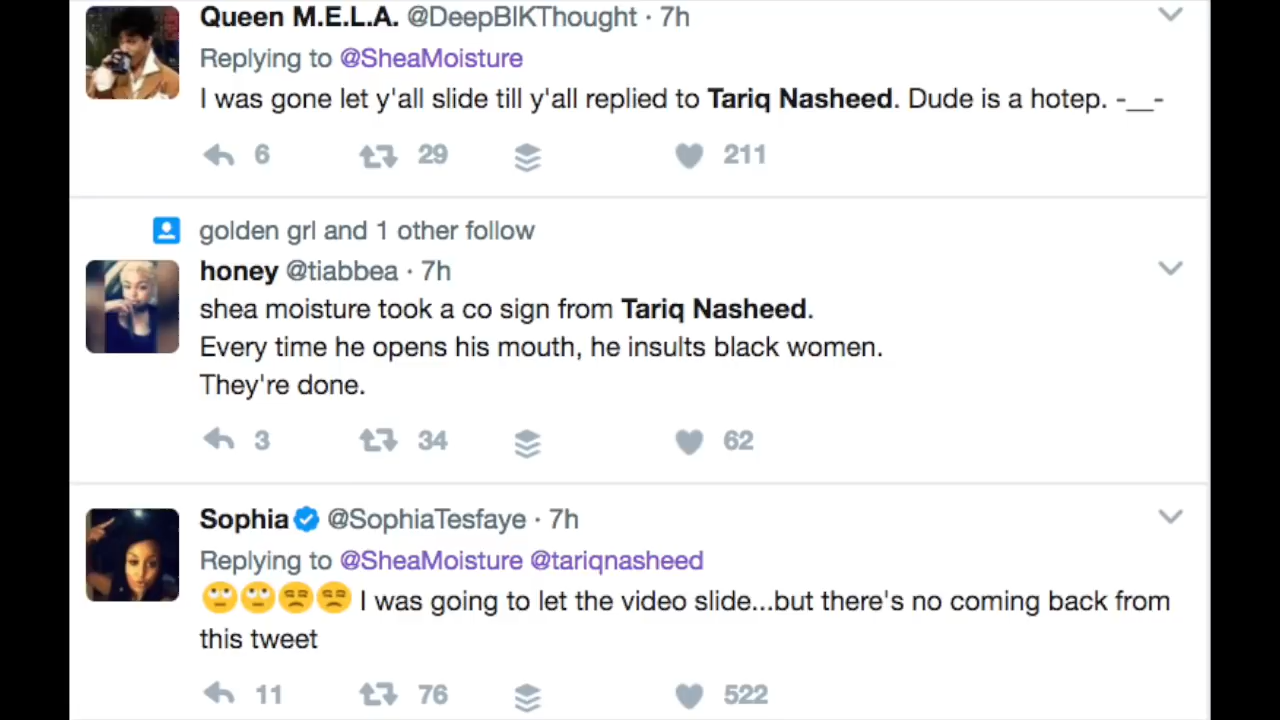 Queen M.E.L.A. @DeepBlKThought · 7h
Replying to @SheaMoisture
I was gone let y'all slide till y'all replied to Tariq Nasheed. Dude is a hotep. -__-
6 29 211
golden grl and 1 other follow
honey @tiabbea · 7h
shea moisture took a co sign from Tariq Nasheed.
Every time he opens his mouth, he insults black women.
They're done.
3 34 62
Sophia @SophiaTesfaye · 7h
Replying to @SheaMoisture @tariqnasheed
🙄🙄😒😒 I was going to let the video slide...but there's no coming back from
this tweet
11 76 522